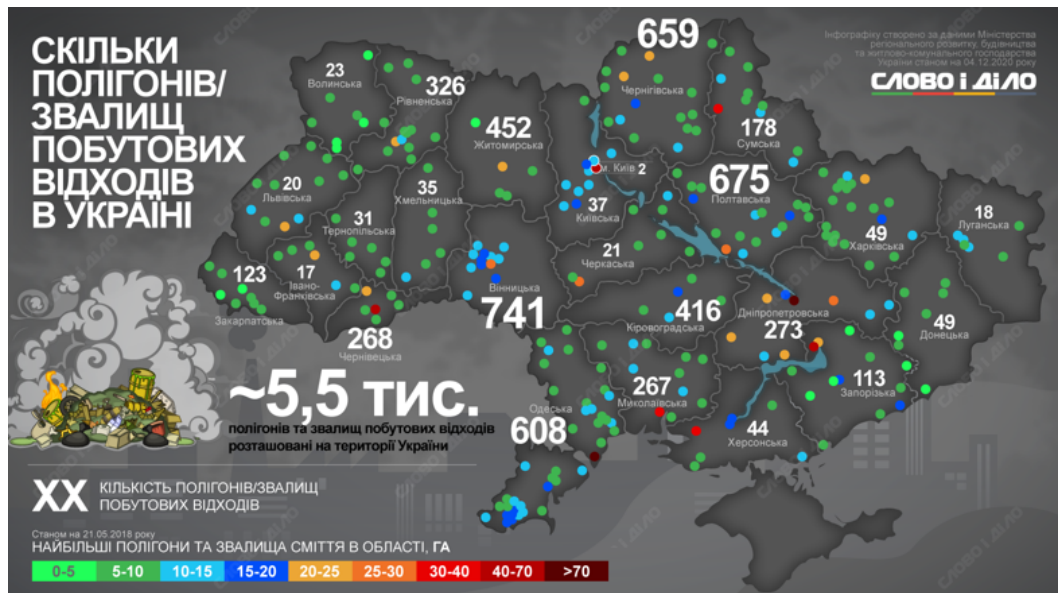 СКІЛЬКИ
ПОЛІГОНІВ/
ЗВАЛИЩ
ПОБУТОВИХ
ВІДХОДІВ
В УКРАЇНІ
Інфографіку створено за даними Міністерства
регіонального розвитку, будівництва
та житлово-комунального господарства
України станом на 04.12.2020 року
СЛОВО і ДІЛО
23
Волинська
326
Рівненська
452
Житомирська
659
Чернігівська
178
Сумська
м. Київ 2
37
Київська
20
Львівська
35
Хмельницька
31
Тернопільська
675
Полтавська
49
Харківська
18
Луганська
123
Закарпатська
17
Івано-
Франківська
268
Чернівецька
741
Вінницька
21
Черкаська
416
Кіровоградська
Дніпропетровська
273
49
Донецька
608
Одеська
267
Миколаївська
44
Херсонська
113
Запорізька
~5,5 тис.
полігонів та звалищ побутових відходів
розташовані на території України
XX КІЛЬКІСТЬ ПОЛІГОНІВ/ЗВАЛИЩ
ПОБУТОВИХ ВІДХОДІВ
Станом на 21.05.2018 року
НАЙБІЛЬШІ ПОЛІГОНИ ТА ЗВАЛИЩА СМІТТЯ В ОБЛАСТІ, ГА
0-5 5-10 10-15 15-20 20-25 25-30 30-40 40-70 >70